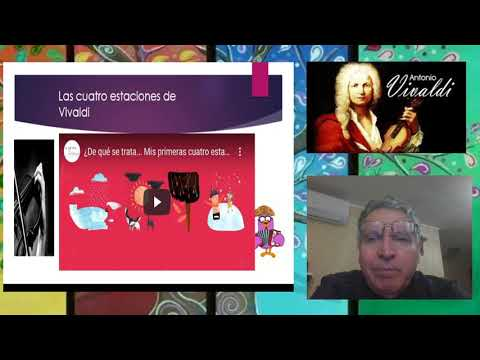 Las cuatro estaciones de
Vivaldi
¿De qué se trata... Mis primeras cuatro esta...
Antonio
Vivaldi